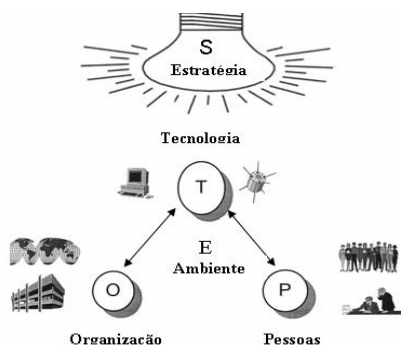 S
Estratégia
Tecnologia
T
E
Ambiente
O
P
Organização
Pessoas